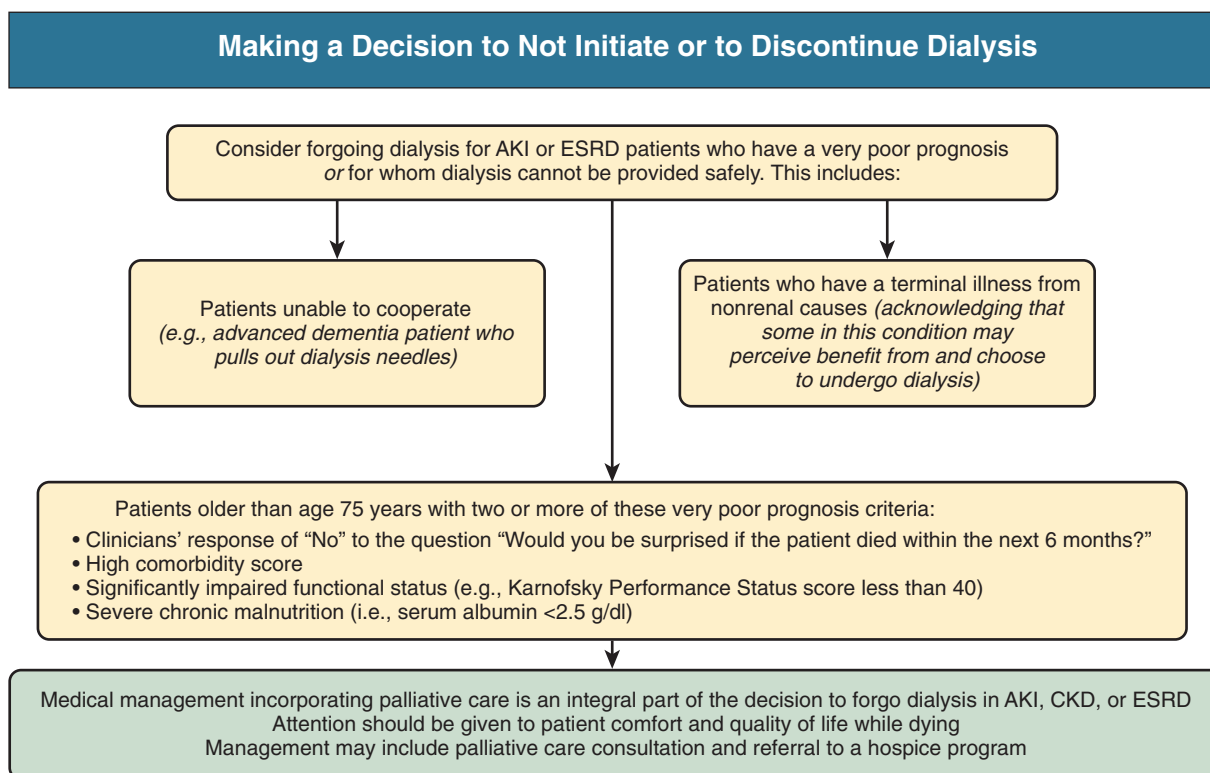 Making a Decision to Not Initiate or to Discontinue Dialysis
Consider forgoing dialysis for AKI or ESRD patients who have a very poor prognosis
or for whom dialysis cannot be provided safely. This includes:
Patients unable to cooperate
(e.g., advanced dementia patient who
pulls out dialysis needles)
Patients who have a terminal illness from
nonrenal causes (acknowledging that
some in this condition may
perceive benefit from and choose
to undergo dialysis)
Patients older than age 75 years with two or more of these very poor prognosis criteria:
• Clinicians’ response of “No” to the question “Would you be surprised if the patient died within the next 6 months?”
• High comorbidity score
• Significantly impaired functional status (e.g., Karnofsky Performance Status score less than 40)
• Severe chronic malnutrition (i.e., serum albumin <2.5 g/dl)
Medical management incorporating palliative care is an integral part of the decision to forgo dialysis in AKI, CKD, or ESRD
Attention should be given to patient comfort and quality of life while dying
Management may include palliative care consultation and referral to a hospice program